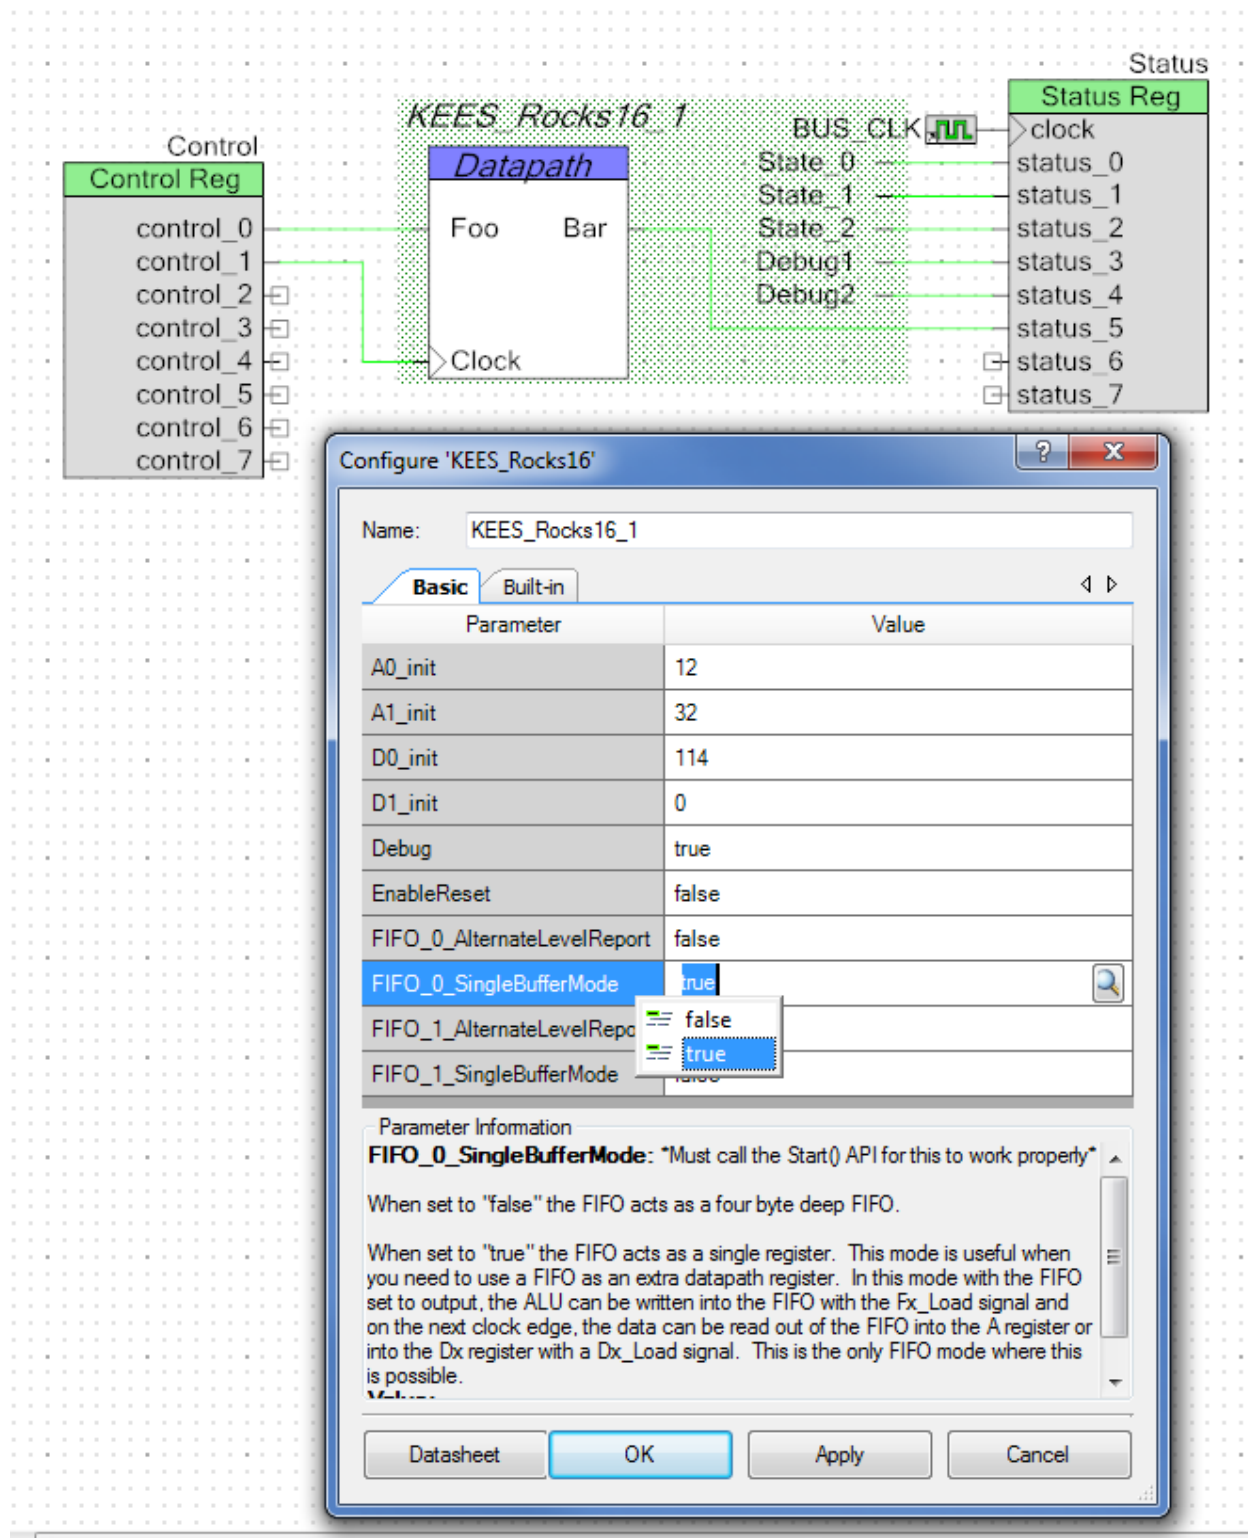 Status
Status Reg
KEES_Rocks16_1
BUS_CLK
clock
Control
Control Reg
Datapath
State_0
status_0
State_1
status_1
control_0
Foo
Bar
State_2
status_2
control_1
Debug1
status_3
control_2
Debug2
status_4
control_3
status_5
control_4
Clock
status_6
control_5
status_7
control_6
control_7
Configure 'KEES_Rocks16'
?
X
Name:
KEES_Rocks16_1
Basic
Built-in
Parameter
Value
A0_init
12
A1_init
32
D0_init
114
D1_init
0
Debug
true
EnableReset
false
FIFO_0_AlternateLevelReport
false
FIFO_0_SingleBufferMode
true
false
true
FIFO_1_AlternateLevelRepo
FIFO_1_SingleBufferMode
false
Parameter Information
FIFO_0_SingleBufferMode: *Must call the Start() API for this to work properly*
When set to "false" the FIFO acts as a four byte deep FIFO.
When set to "true" the FIFO acts as a single register. This mode is useful when
you need to use a FIFO as an extra datapath register. In this mode with the FIFO
set to output, the ALU can be written into the FIFO with the Fx_Load signal and
on the next clock edge, the data can be read out of the FIFO into the A register or
into the Dx register with a Dx_Load signal. This is the only FIFO mode where this
is possible.
Datasheet
OK
Apply
Cancel